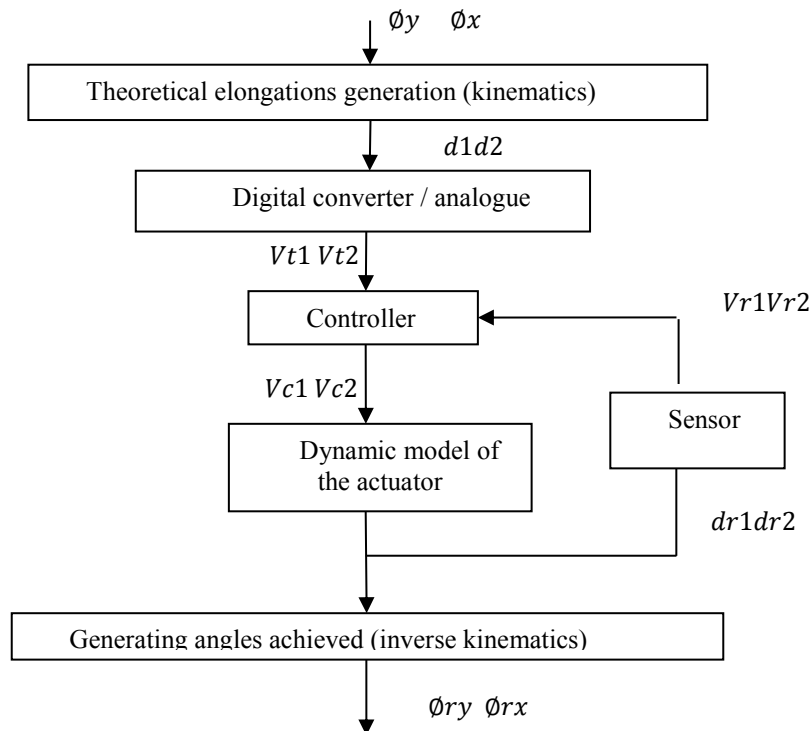 ∅y ∅x
Theoretical elongations generation (kinematics)
d1d2
Digital converter / analogue
Vt1 Vt2
Vr1Vr2
Controller
Vc1 Vc2
Sensor
Dynamic model of
the actuator
dr1dr2
Generating angles achieved (inverse kinematics)
∅ry ∅rx